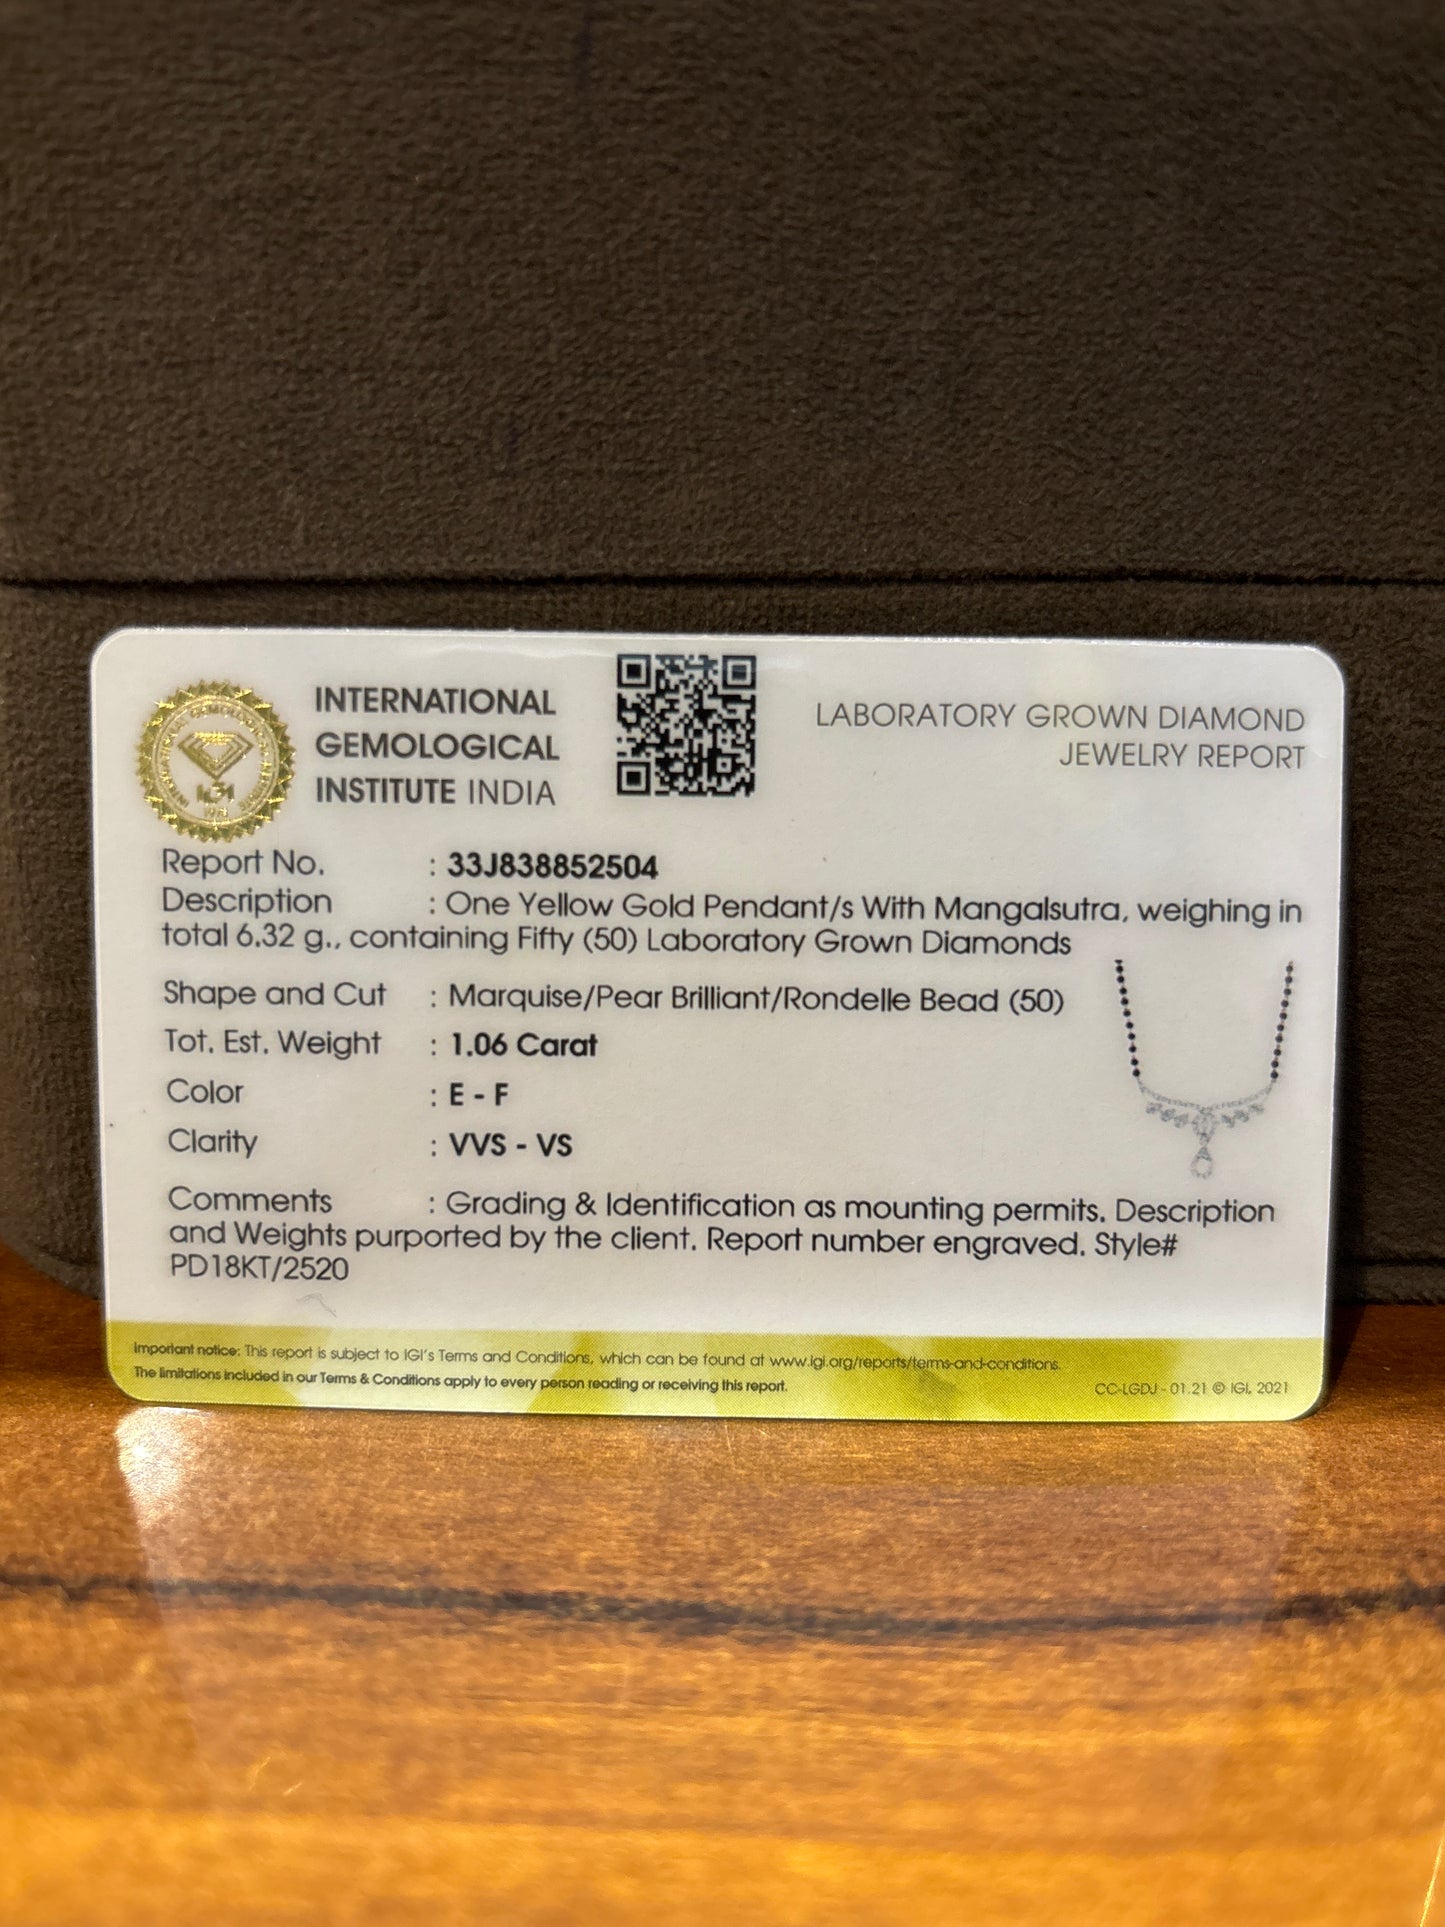 INTERNATIONAL
GEMOLOGICAL
INSTITUTE INDIA
LABORATORY GROWN DIAMOND
JEWELRY REPORT
IGI
Report No. : 33J838852504
Description : One Yellow Gold Pendant/s With Mangalsutra, weighing in
total 6.32 g., containing Fifty (50) Laboratory Grown Diamonds
Shape and Cut : Marquise/Pear Brilliant/Rondelle Bead (50)
Tot. Est. Weight : 1.06 Carat
Color : E - F
Clarity : VVS - VS
Comments : Grading & Identification as mounting permits. Description
and Weights purported by the client. Report number engraved. Style#
PD18KT/2520
Important notice: This report is subject to IGI's Terms and Conditions, which can be found at www.igi.org/reports/terms-and-conditions.
The limitations included in our Terms & Conditions apply to every person reading or receiving this report.
CC-LGDJ - 01.21 © IGI, 2021